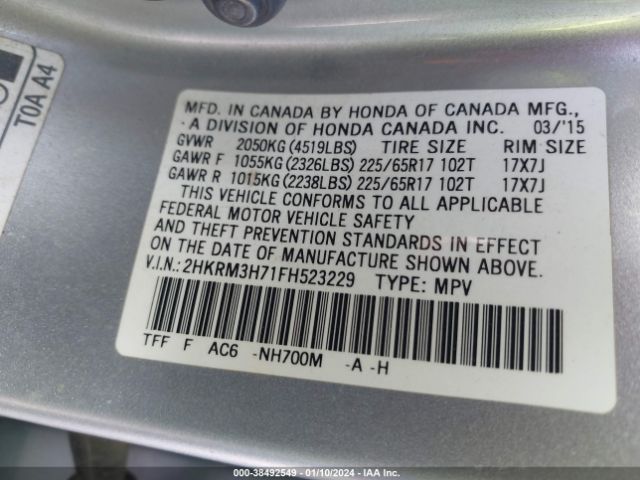 T0A A4
MFD. IN CANADA BY HONDA OF CANADA MFG.,
A DIVISION OF HONDA CANADA INC. 03/'15
GVWR 2050KG(4519LBS) TIRE SIZE RIM SIZE
GAWR F 1055KG(2326LBS) 225/65R17 102T 17X7J
GAWR R 1015KG(2238LBS) 225/65R17 102T 17X7J
THIS VEHICLE CONFORMS TO ALL APPLICABLE
FEDERAL MOTOR VEHICLE SAFETY
AND THEFT PREVENTION STANDARDS IN EFFECT
ON THE DATE OF MANUFACTURE SHOWN ABOVE.
V.I.N.:2HKRM3H71FH523229 TYPE: MPV
TFF F AC6 -NH700M -A -H
000-38492549 - 01/10/2024 - IAA Inc.